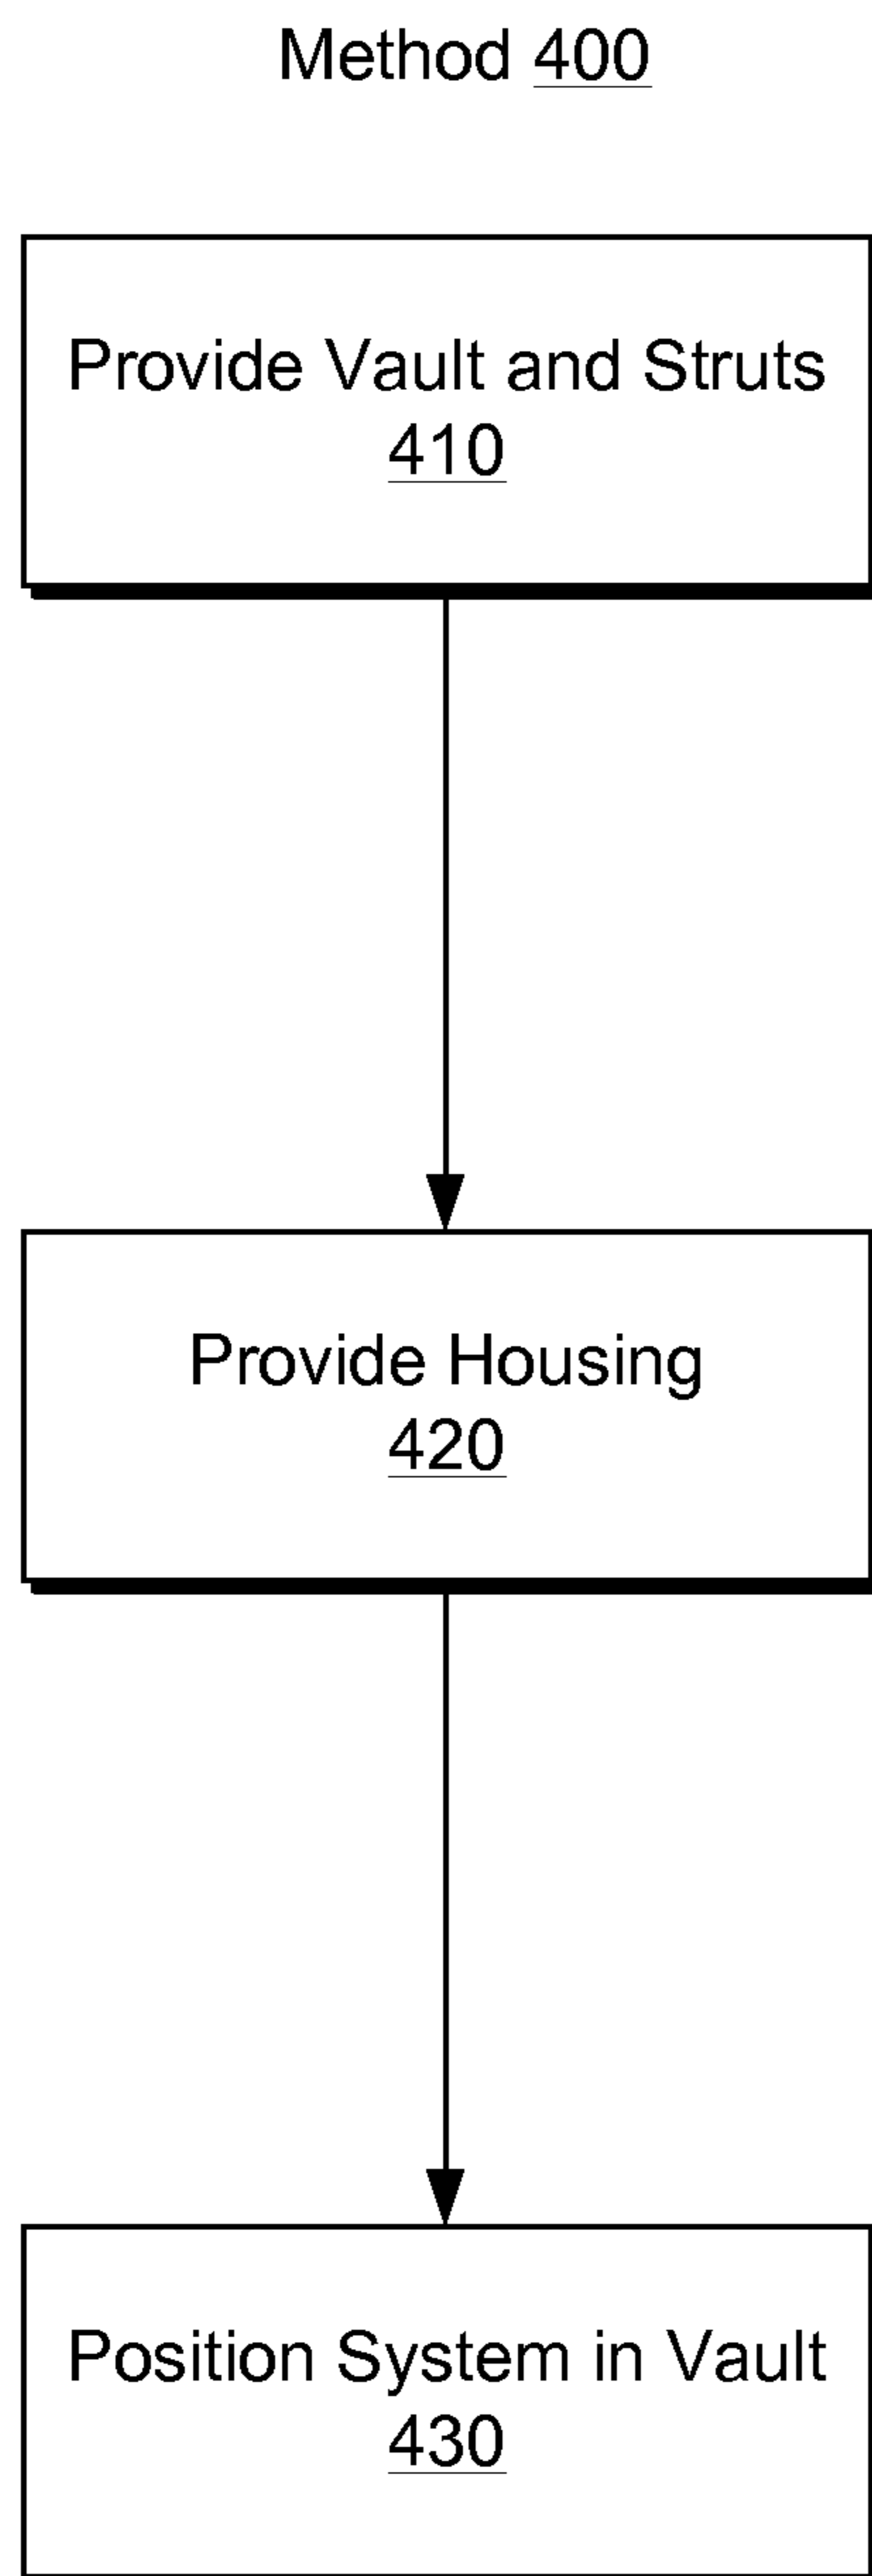 Method 400
Provide Vault and Struts
410
Provide Housing
420
Position System in Vault
430